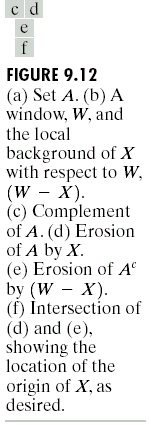 c d
e
f
FIGURE 9.12
(a) Set A. (b) A
window, W, and
the local
background of X
with respect to W,
(W − X).
(c) Complement
of A. (d) Erosion
of A by X.
(e) Erosion of Aᶜ
by (W − X).
(f) Intersection of
(d) and (e),
showing the
location of the
origin of X, as
desired.